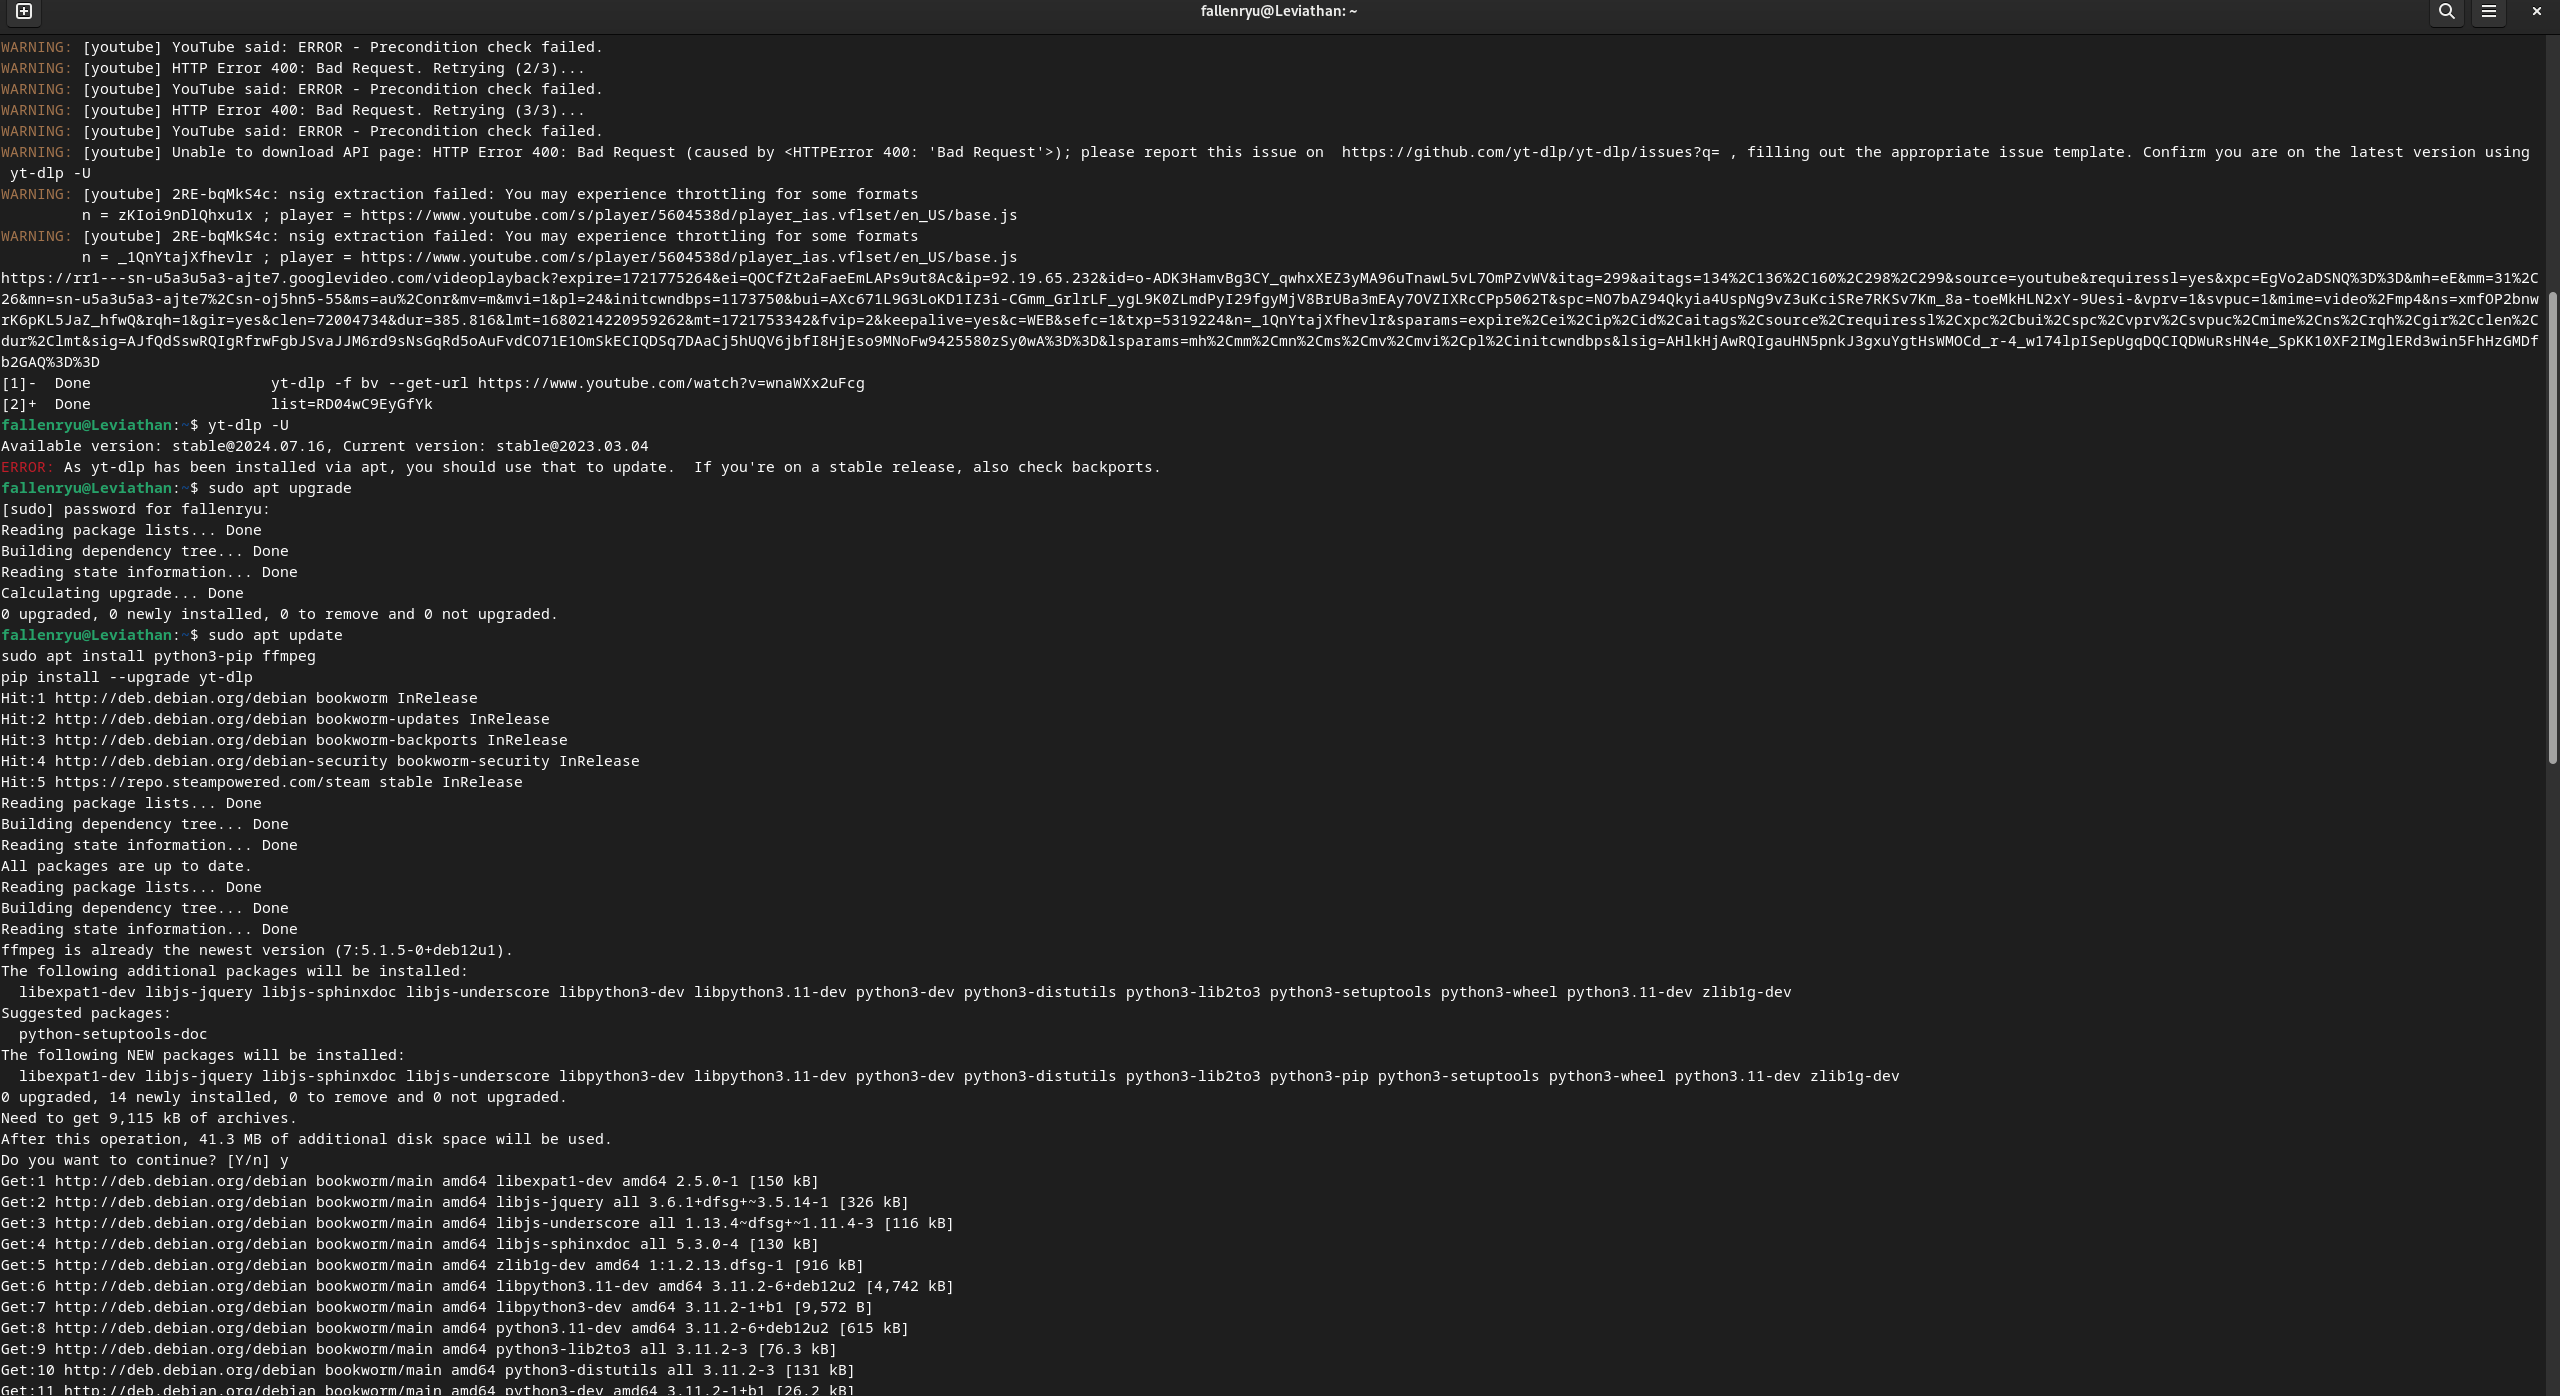 fallenryu@Leviathan: ~
WARNING: [youtube] YouTube said: ERROR - Precondition check failed.
WARNING: [youtube] HTTP Error 400: Bad Request. Retrying (2/3)...
WARNING: [youtube] YouTube said: ERROR - Precondition check failed.
WARNING: [youtube] HTTP Error 400: Bad Request. Retrying (3/3)...
WARNING: [youtube] YouTube said: ERROR - Precondition check failed.
WARNING: [youtube] Unable to download API page: HTTP Error 400: Bad Request (caused by <HTTPError 400: 'Bad Request'>); please report this issue on  https://github.com/yt-dlp/yt-dlp/issues?q= , filling out the appropriate issue template. Confirm you are on the latest version using
 yt-dlp -U
WARNING: [youtube] 2RE-bqMkS4c: nsig extraction failed: You may experience throttling for some formats
         n = zKIoi9nDlQhxu1x ; player = https://www.youtube.com/s/player/5604538d/player_ias.vflset/en_US/base.js
WARNING: [youtube] 2RE-bqMkS4c: nsig extraction failed: You may experience throttling for some formats
         n = _1QnYtajXfhevlr ; player = https://www.youtube.com/s/player/5604538d/player_ias.vflset/en_US/base.js
https://rr1---sn-u5a3u5a3-ajte7.googlevideo.com/videoplayback?expire=1721775264&ei=QOCfZt2aFaeEmLAPs9ut8Ac&ip=92.19.65.232&id=o-ADK3HamvBg3CY_qwhxXEZ3yMA96uTnawL5vL7OmPZvWV&itag=299&aitags=134%2C136%2C160%2C298%2C299&source=youtube&requiressl=yes&xpc=EgVo2aDSNQ%3D%3D&mh=eE&mm=31%2C
26&mn=sn-u5a3u5a3-ajte7%2Csn-oj5hn5-55&ms=au%2Conr&mv=m&mvi=1&pl=24&initcwndbps=1173750&bui=AXc671L9G3LoKD1IZ3i-CGmm_GrlrLF_ygL9K0ZLmdPyI29fgyMjV8BrUBa3mEAy7OVZIXRcCPp5062T&spc=NO7bAZ94Qkyia4UspNg9vZ3uKciSRe7RKSv7Km_8a-toeMkHLN2xY-9Uesi-&vprv=1&svpuc=1&mime=video%2Fmp4&ns=xmfOP2bnw
rK6pKL5JaZ_hfwQ&rqh=1&gir=yes&clen=72004734&dur=385.816&lmt=1680214220959262&mt=1721753342&fvip=2&keepalive=yes&c=WEB&sefc=1&txp=5319224&n=_1QnYtajXfhevlr&sparams=expire%2Cei%2Cip%2Cid%2Caitags%2Csource%2Crequiressl%2Cxpc%2Cbui%2Cspc%2Cvprv%2Csvpuc%2Cmime%2Cns%2Crqh%2Cgir%2Cclen%2C
dur%2Clmt&sig=AJfQdSswRQIgRfrwFgbJSvaJJM6rd9sNsGqRd5oAuFvdCO71E1OmSkECIQDSq7DAaCj5hUQV6jbfI8HjEso9MNoFw9425580zSy0wA%3D%3D&lsparams=mh%2Cmm%2Cmn%2Cms%2Cmv%2Cmvi%2Cpl%2Cinitcwndbps&lsig=AHlkHjAwRQIgauHN5pnkJ3gxuYgtHsWMOCd_r-4_w174lpISepUgqDQCIQDWuRsHN4e_SpKK10XF2IMglERd3win5FhHzGMDf
b2GAQ%3D%3D
[1]-  Done                    yt-dlp -f bv --get-url https://www.youtube.com/watch?v=wnaWXx2uFcg
[2]+  Done                    list=RD04wC9EyGfYk
fallenryu@Leviathan:~$ yt-dlp -U
Available version: stable@2024.07.16, Current version: stable@2023.03.04
ERROR: As yt-dlp has been installed via apt, you should use that to update.  If you're on a stable release, also check backports.
fallenryu@Leviathan:~$ sudo apt upgrade
[sudo] password for fallenryu:
Reading package lists... Done
Building dependency tree... Done
Reading state information... Done
Calculating upgrade... Done
0 upgraded, 0 newly installed, 0 to remove and 0 not upgraded.
fallenryu@Leviathan:~$ sudo apt update
sudo apt install python3-pip ffmpeg
pip install --upgrade yt-dlp
Hit:1 http://deb.debian.org/debian bookworm InRelease
Hit:2 http://deb.debian.org/debian bookworm-updates InRelease
Hit:3 http://deb.debian.org/debian bookworm-backports InRelease
Hit:4 http://deb.debian.org/debian-security bookworm-security InRelease
Hit:5 https://repo.steampowered.com/steam stable InRelease
Reading package lists... Done
Building dependency tree... Done
Reading state information... Done
All packages are up to date.
Reading package lists... Done
Building dependency tree... Done
Reading state information... Done
ffmpeg is already the newest version (7:5.1.5-0+deb12u1).
The following additional packages will be installed:
  libexpat1-dev libjs-jquery libjs-sphinxdoc libjs-underscore libpython3-dev libpython3.11-dev python3-dev python3-distutils python3-lib2to3 python3-setuptools python3-wheel python3.11-dev zlib1g-dev
Suggested packages:
  python-setuptools-doc
The following NEW packages will be installed:
  libexpat1-dev libjs-jquery libjs-sphinxdoc libjs-underscore libpython3-dev libpython3.11-dev python3-dev python3-distutils python3-lib2to3 python3-pip python3-setuptools python3-wheel python3.11-dev zlib1g-dev
0 upgraded, 14 newly installed, 0 to remove and 0 not upgraded.
Need to get 9,115 kB of archives.
After this operation, 41.3 MB of additional disk space will be used.
Do you want to continue? [Y/n] y
Get:1 http://deb.debian.org/debian bookworm/main amd64 libexpat1-dev amd64 2.5.0-1 [150 kB]
Get:2 http://deb.debian.org/debian bookworm/main amd64 libjs-jquery all 3.6.1+dfsg+~3.5.14-1 [326 kB]
Get:3 http://deb.debian.org/debian bookworm/main amd64 libjs-underscore all 1.13.4~dfsg+~1.11.4-3 [116 kB]
Get:4 http://deb.debian.org/debian bookworm/main amd64 libjs-sphinxdoc all 5.3.0-4 [130 kB]
Get:5 http://deb.debian.org/debian bookworm/main amd64 zlib1g-dev amd64 1:1.2.13.dfsg-1 [916 kB]
Get:6 http://deb.debian.org/debian bookworm/main amd64 libpython3.11-dev amd64 3.11.2-6+deb12u2 [4,742 kB]
Get:7 http://deb.debian.org/debian bookworm/main amd64 libpython3-dev amd64 3.11.2-1+b1 [9,572 B]
Get:8 http://deb.debian.org/debian bookworm/main amd64 python3.11-dev amd64 3.11.2-6+deb12u2 [615 kB]
Get:9 http://deb.debian.org/debian bookworm/main amd64 python3-lib2to3 all 3.11.2-3 [76.3 kB]
Get:10 http://deb.debian.org/debian bookworm/main amd64 python3-distutils all 3.11.2-3 [131 kB]
Get:11 http://deb.debian.org/debian bookworm/main amd64 python3-dev amd64 3.11.2-1+b1 [26.2 kB]